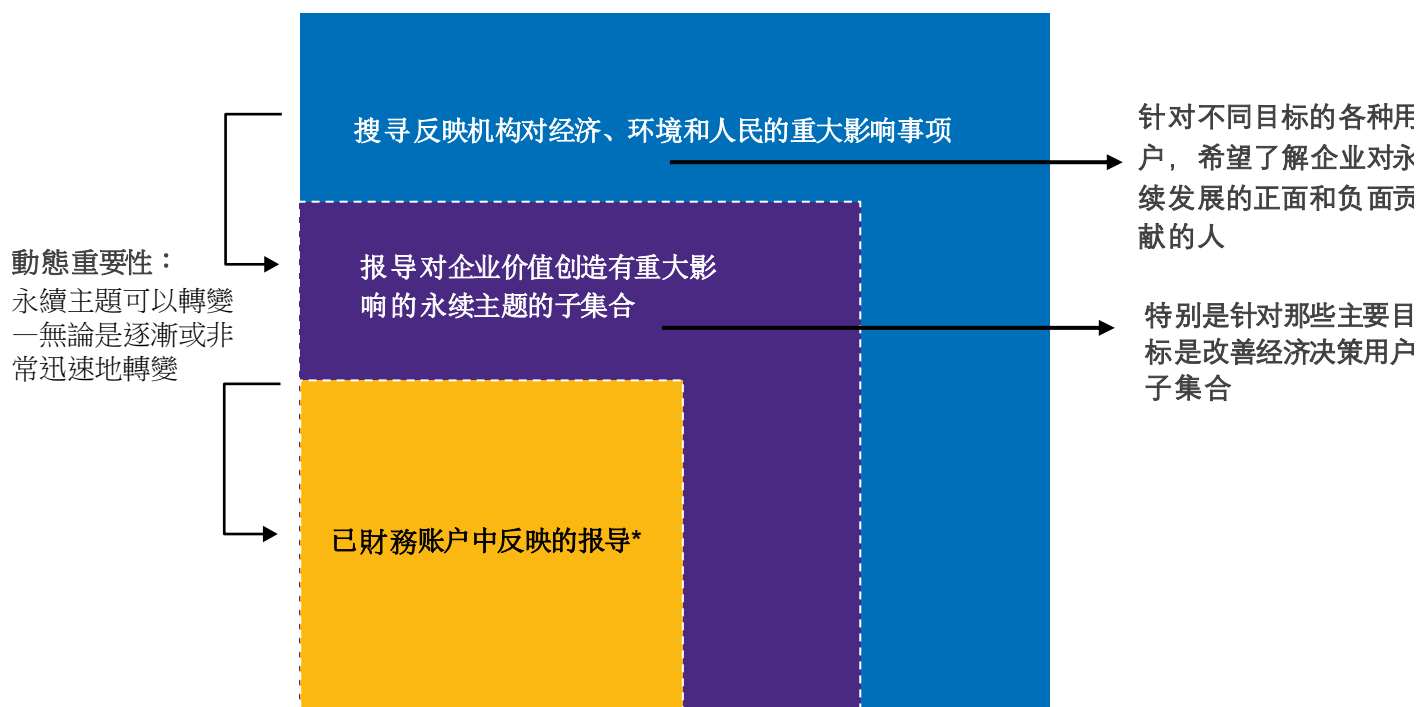 搜寻反映机构对经济、环境和人民的重大影响事项
针对不同目标的各种用
户，希望了解企业对永
续发展的正面和负面贡
献的人
動態重要性：
永續主題可以轉變
—無論是逐漸或非
常迅速地轉變
报导对企业价值创造有重大影
响的永续主题的子集合
特别是针对那些主要目
标是改善经济决策用户
子集合
已財務账户中反映的报导*